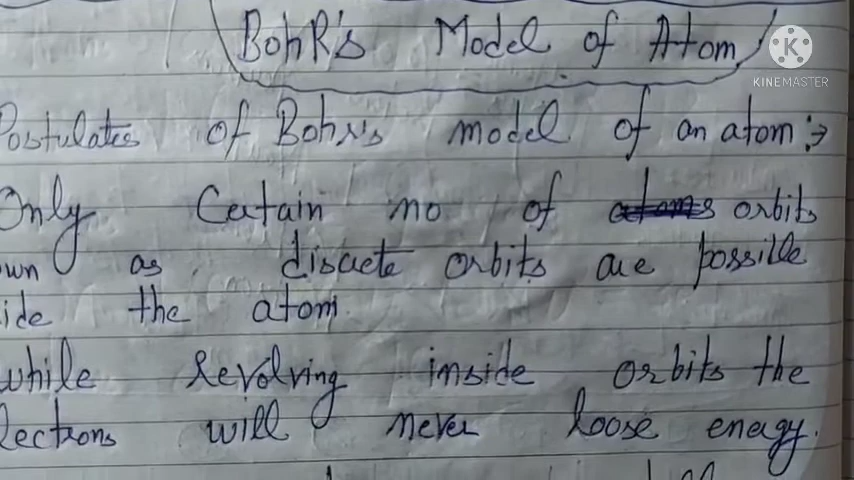 BohR's Model of Atom
KINEMASTER
Postulates of Bohr's model of an atom :→
Only Certain no of atoms orbits
own as discrete orbits are possible
ide the atom
while revolving inside orbits the
lectrons will never loose energy.